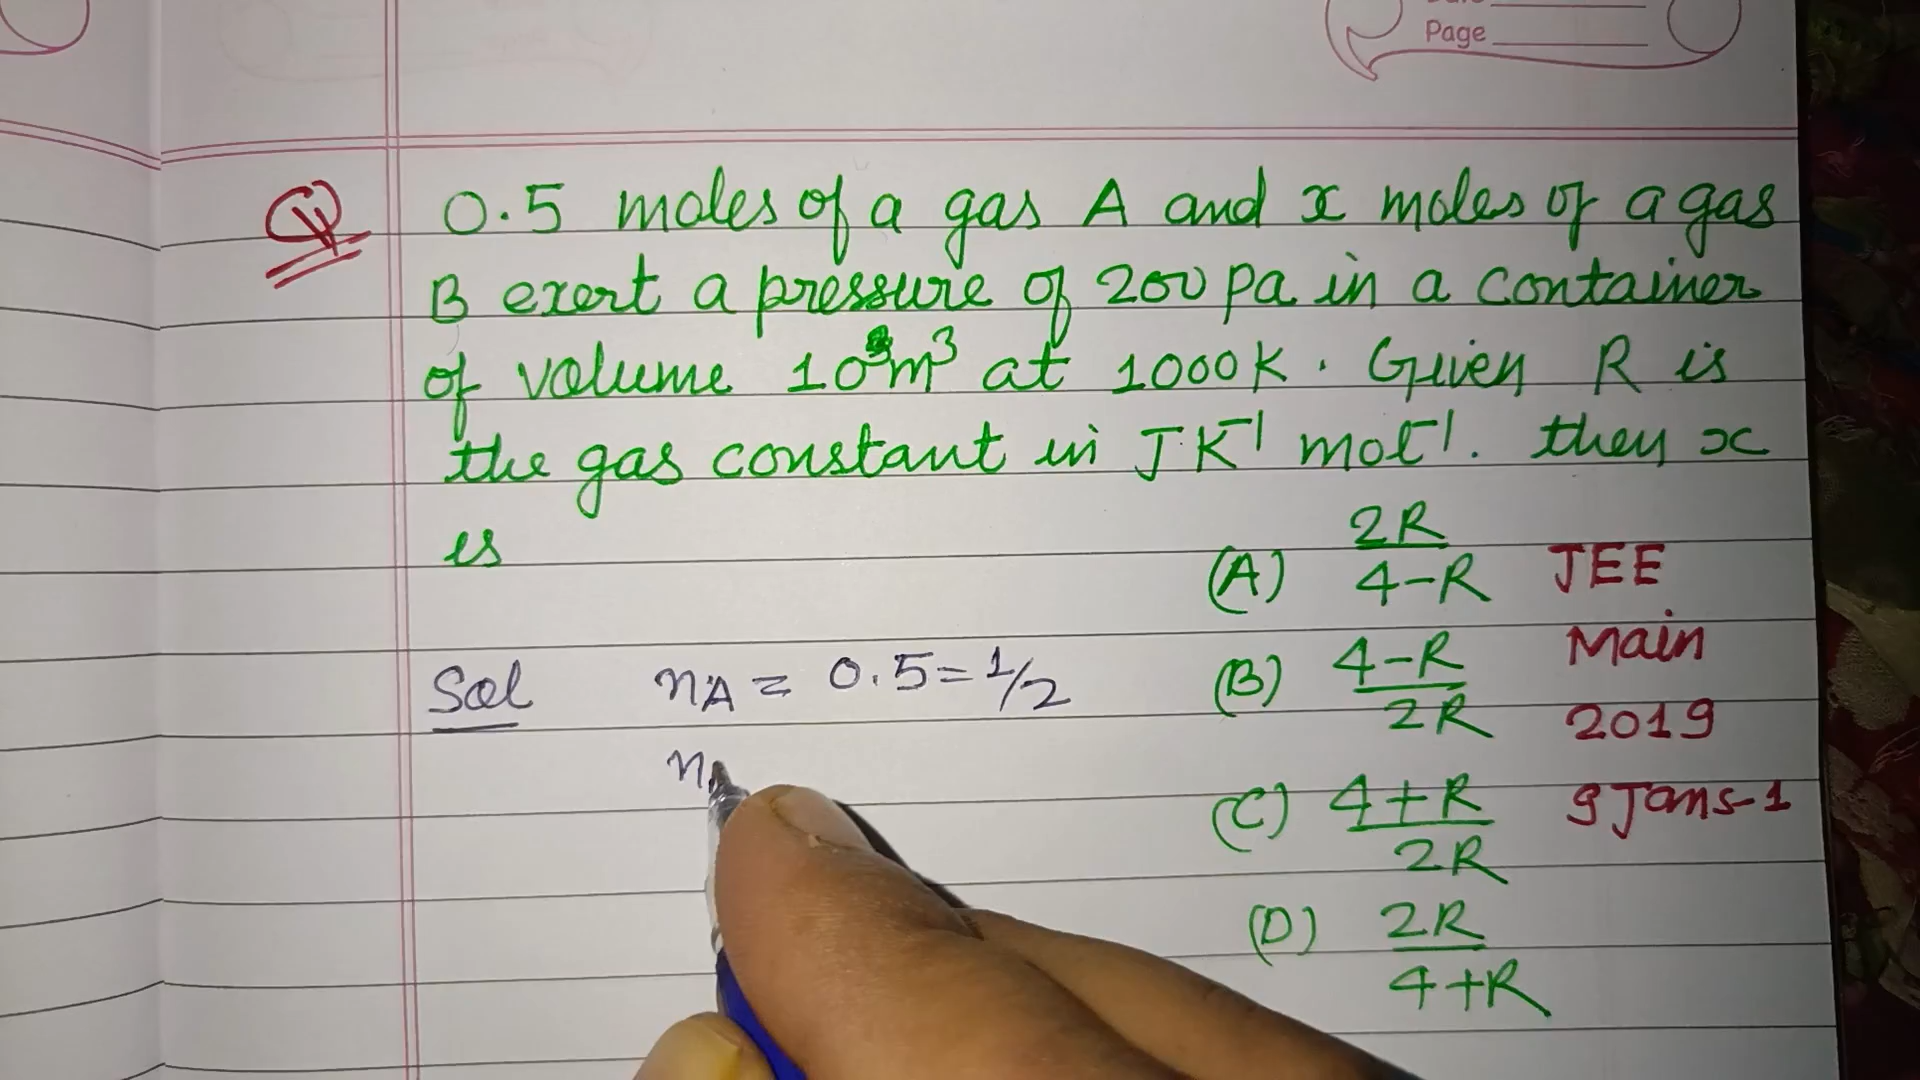 Page
Q 0.5 moles of a gas A and x moles of a gas
B exert a pressure of 200 pa in a container
of volume 10 m³ at 1000K. Given R is
the gas constant in J K⁻¹ mol⁻¹. then x
is
(A) 2R/4-R
JEE
Sol nA = 0.5 = 1/2
(B) 4-R/2R
Main
2019
n
(C) 4+R/2R
9 Jan s-1
(D) 2R/4+R